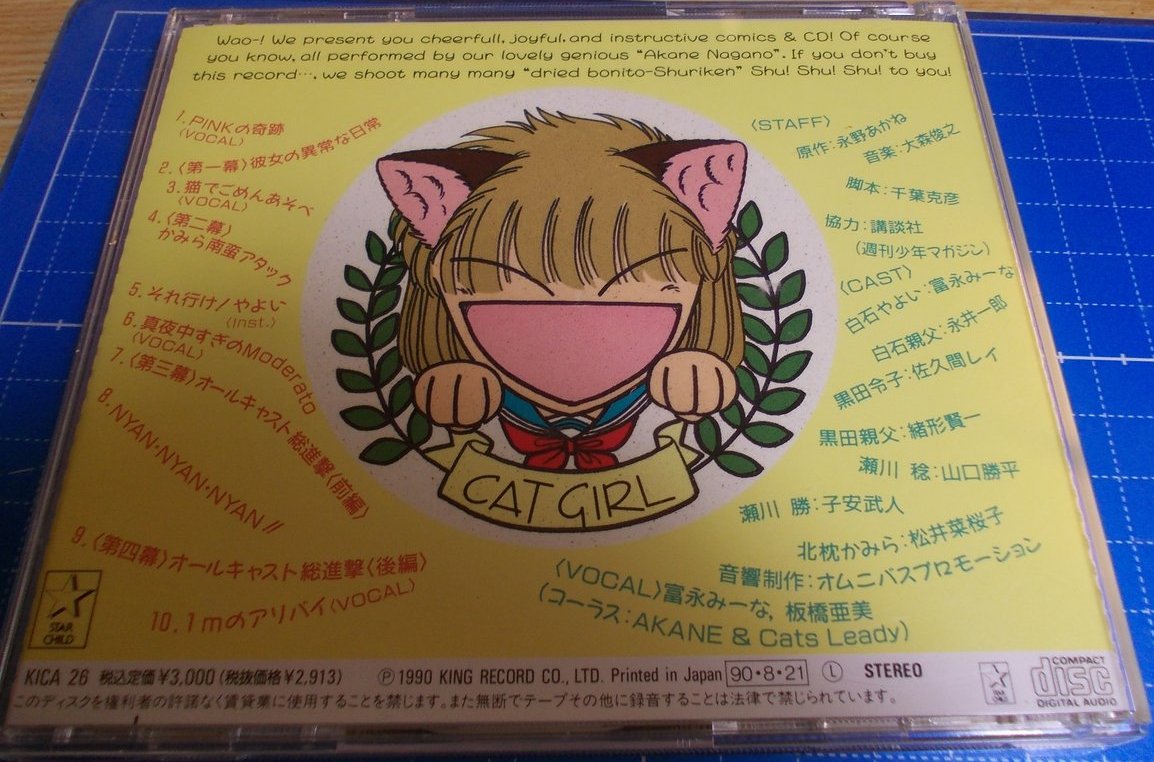 Wao-! We present you cheerfull, joyful, and instructive comics & CD! Of course
you know, all performed by our lovely genious “Akane Nagano”. If you don't buy
this record…, we shoot many many “dried bonito-Shuriken” Shu! Shu! Shu! to you!
1. PINKの奇跡
(VOCAL)
2.〈第一幕〉彼女の異常な日常
3. 猫でごめんあそべ
〈VOCAL〉
4.〈第二幕〉
かみら南蛮アタック
5. それ行け!やよい
〈Inst.〉
6. 真夜中すぎのModerato
〈VOCAL〉
7.〈第三幕〉オールキャスト総進撃〈前編〉
8. NYAN・NYAN・NYAN!!
9.〈第四幕〉オールキャスト総進撃〈後編〉
10. 1mのアリバイ〈VOCAL〉
CAT GIRL
〈STAFF〉
原作:永野あかね
音楽:大森俊之
脚本:千葉克彦
協力:講談社
(週刊少年マガジン)
〈CAST〉
白石やよい:富永みーな
白石親父:永井一郎
黒田令子:佐久間レイ
黒田親父:緒形賢一
瀬川 稔:山口勝平
瀬川 勝:子安武人
北枕かみら:松井菜桜子
音響制作:オムニバスプロモーション
〈VOCAL〉富永みーな, 板橋亜美
(コーラス:AKANE & Cats Leady)
STAR
CHILD
KICA 26 税込定価¥3,000(税抜価格¥2,913) Ⓟ1990 KING RECORD CO., LTD. Printed in Japan 90・8・21 Ⓛ STEREO
このディスクを権利者の許諾なく賃貸業に使用することを禁じます。また無断でテープその他に録音することは法律で禁じられています。
COMPACT
disc
DIGITAL AUDIO